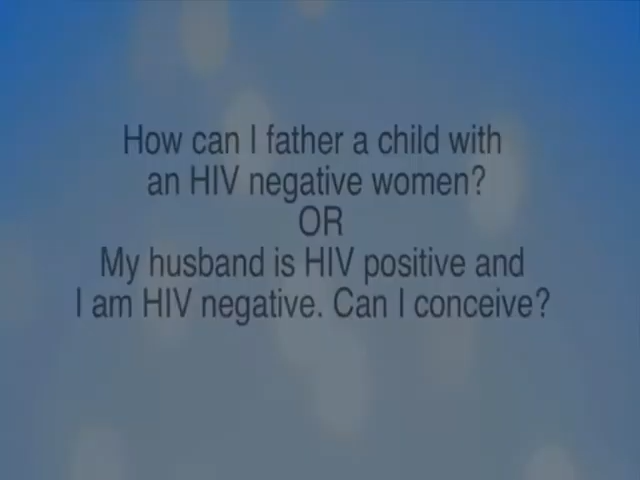 How can I father a child with
an HIV negative women?
OR
My husband is HIV positive and
I am HIV negative. Can I conceive?